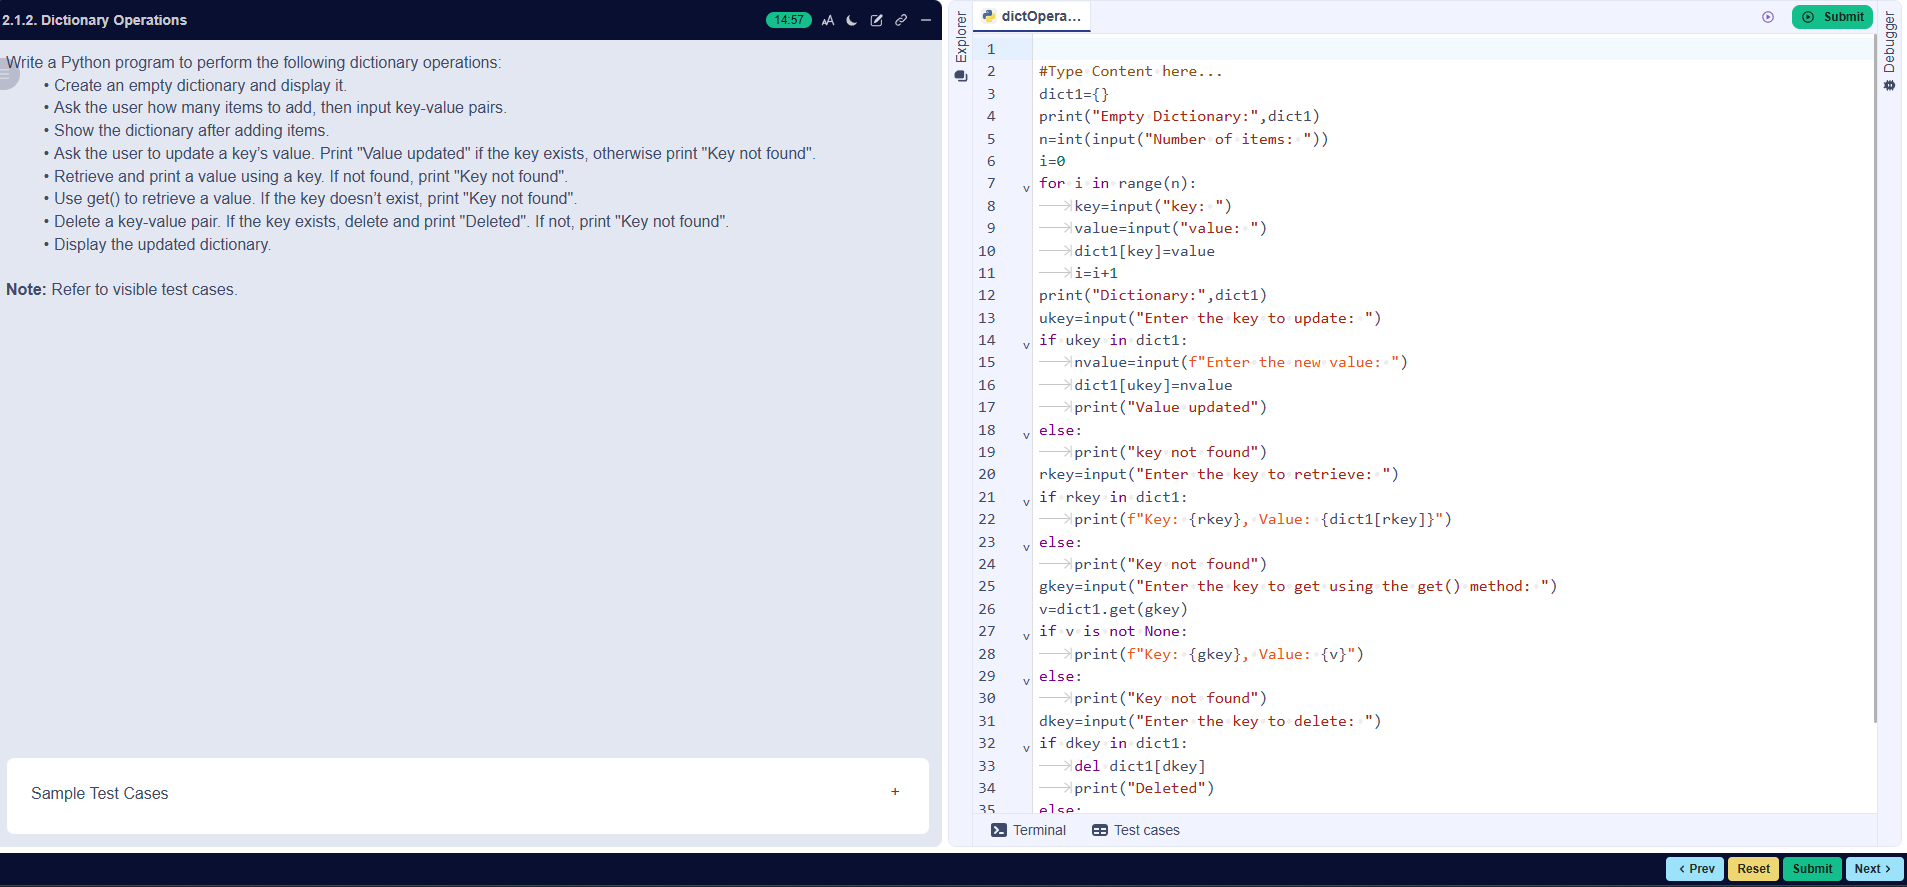 2.1.2. Dictionary Operations
14:57
AA
Write a Python program to perform the following dictionary operations:
• Create an empty dictionary and display it.
• Ask the user how many items to add, then input key-value pairs.
• Show the dictionary after adding items.
• Ask the user to update a key’s value. Print "Value updated" if the key exists, otherwise print "Key not found".
• Retrieve and print a value using a key. If not found, print "Key not found".
• Use get() to retrieve a value. If the key doesn’t exist, print "Key not found".
• Delete a key-value pair. If the key exists, delete and print "Deleted". If not, print "Key not found".
• Display the updated dictionary.
Note: Refer to visible test cases.
Sample Test Cases
+
Explorer
dictOpera...
Submit
Debugger
1
2 #Type Content here...
3 dict1={}
4 print("Empty Dictionary:",dict1)
5 n=int(input("Number of items: "))
6 i=0
7 for i in range(n):
8 key=input("key: ")
9 value=input("value: ")
10 dict1[key]=value
11 i=i+1
12 print("Dictionary:",dict1)
13 ukey=input("Enter the key to update: ")
14 if ukey in dict1:
15 nvalue=input(f"Enter the new value: ")
16 dict1[ukey]=nvalue
17 print("Value updated")
18 else:
19 print("key not found")
20 rkey=input("Enter the key to retrieve: ")
21 if rkey in dict1:
22 print(f"Key: {rkey}, Value: {dict1[rkey]}")
23 else:
24 print("Key not found")
25 gkey=input("Enter the key to get using the get() method: ")
26 v=dict1.get(gkey)
27 if v is not None:
28 print(f"Key: {gkey}, Value: {v}")
29 else:
30 print("Key not found")
31 dkey=input("Enter the key to delete: ")
32 if dkey in dict1:
33 del dict1[dkey]
34 print("Deleted")
35 else:
Terminal
Test cases
< Prev
Reset
Submit
Next >